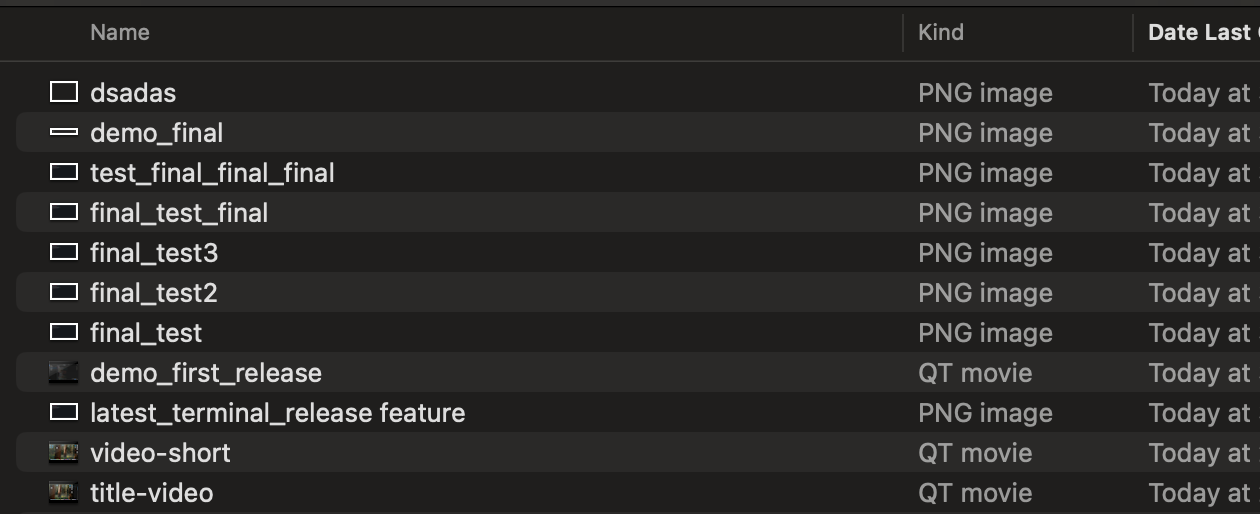 Name Kind Date Last
dsadas PNG image Today at
demo_final PNG image Today at
test_final_final_final PNG image Today at
final_test_final PNG image Today at
final_test3 PNG image Today at
final_test2 PNG image Today at
final_test PNG image Today at
demo_first_release QT movie Today at
latest_terminal_release feature PNG image Today at
video-short QT movie Today at
title-video QT movie Today at